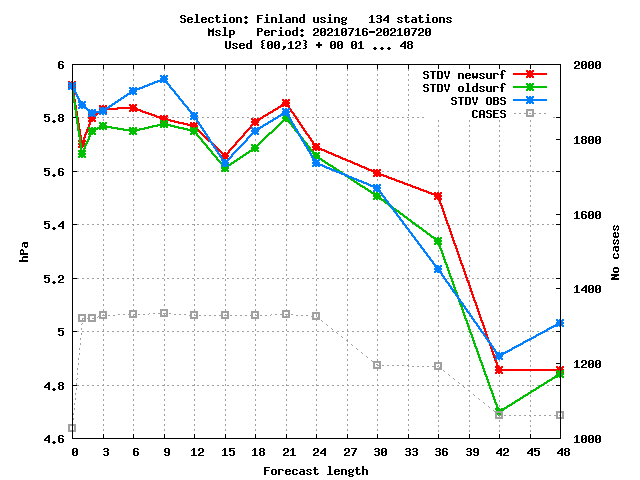 Selection: Finland using   134 stations
Mslp   Period: 20210716-20210720
Used {00,12} + 00 01 ... 48
STDV newsurf
STDV oldsurf
STDV OBS
CASES
6
5.8
5.6
5.4
5.2
5
4.8
4.6
hPa
2000
1800
1600
1400
1200
1000
No cases
0 3 6 9 12 15 18 21 24 27 30 33 36 39 42 45 48
Forecast length